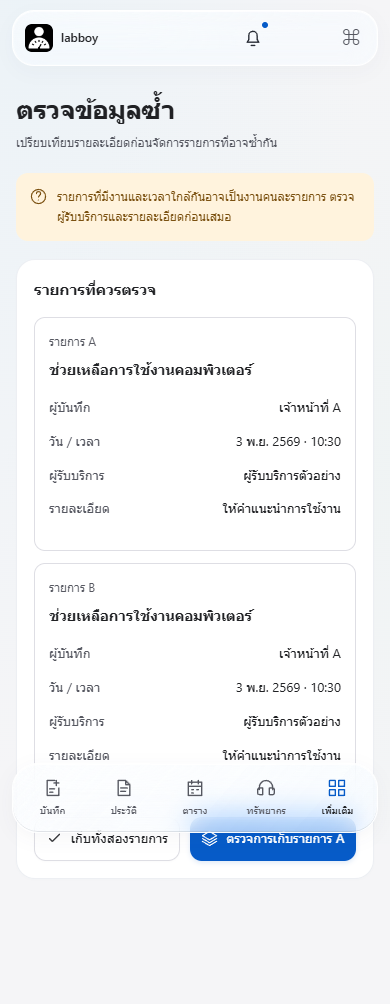 labboy
ตรวจข้อมูลซ้ำ
เปรียบเทียบรายละเอียดก่อนจัดการรายการที่อาจซ้ำกัน
รายการที่มีงานและเวลาใกล้กันอาจเป็นงานคนละรายการ ตรวจ
ผู้รับบริการและรายละเอียดก่อนเสมอ
รายการที่ควรตรวจ
รายการ A
ช่วยเหลือการใช้งานคอมพิวเตอร์
ผู้บันทึก เจ้าหน้าที่ A
วัน / เวลา 3 พ.ย. 2569 · 10:30
ผู้รับบริการ ผู้รับบริการตัวอย่าง
รายละเอียด ให้คำแนะนำการใช้งาน
รายการ B
ช่วยเหลือการใช้งานคอมพิวเตอร์
ผู้บันทึก เจ้าหน้าที่ A
วัน / เวลา 3 พ.ย. 2569 · 10:30
ผู้รับบริการ ผู้รับบริการตัวอย่าง
รายละเอียด ให้คำแนะนำการใช้งาน
บันทึก ประวัติ ตาราง ทรัพยากร เพิ่มเติม
เก็บทั้งสองรายการ ตรวจการเก็บรายการ A